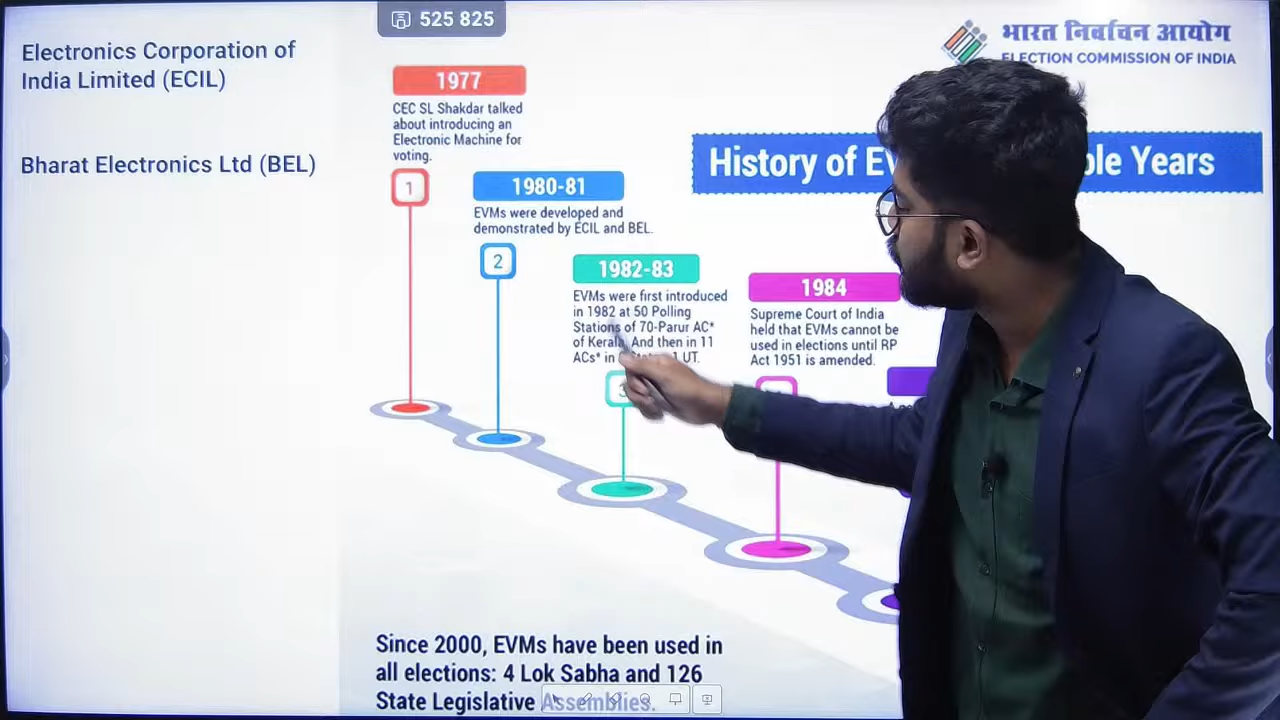 525 825
Electronics Corporation of
India Limited (ECIL)
Bharat Electronics Ltd (BEL)
भारत निर्वाचन आयोग
ELECTION COMMISSION OF INDIA
History of
Years
1977
CEC SL Shakdar talked
about introducing an
Electronic Machine for
voting.
1
1980-81
EVMs were developed and
demonstrated by ECIL and BEL.
2
1982-83
EVMs were first introduced
in 1982 at 50 Polling
Stations of 70-Parur AC*
of Kerala. And then in 11
ACs* in
1 UT.
3
1984
Supreme Court of India
held that EVMs cannot be
used in elections until RP
Act 1951 is amended.
Since 2000, EVMs have been used in
all elections: 4 Lok Sabha and 126
State Legislative Assemblies.